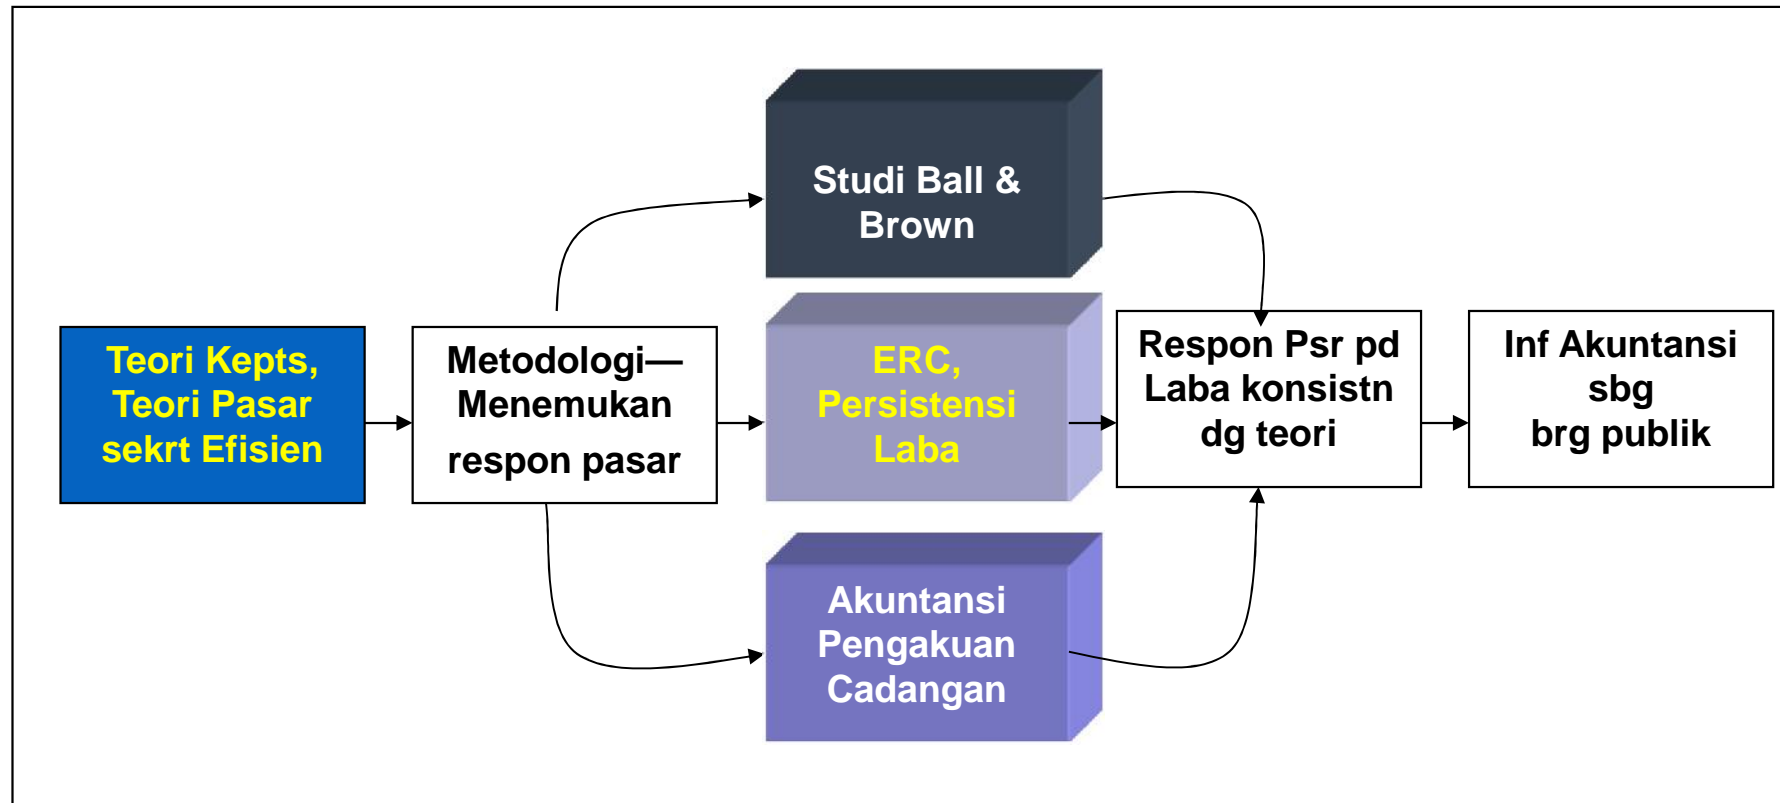 Studi Ball &
Brown
Teori Kepts,
Teori Pasar
sekrt Efisien
Metodologi—
Menemukan
respon pasar
ERC,
Persistensi
Laba
Respon Psr pd
Laba konsistn
dg teori
Inf Akuntansi
sbg
brg publik
Akuntansi
Pengakuan
Cadangan